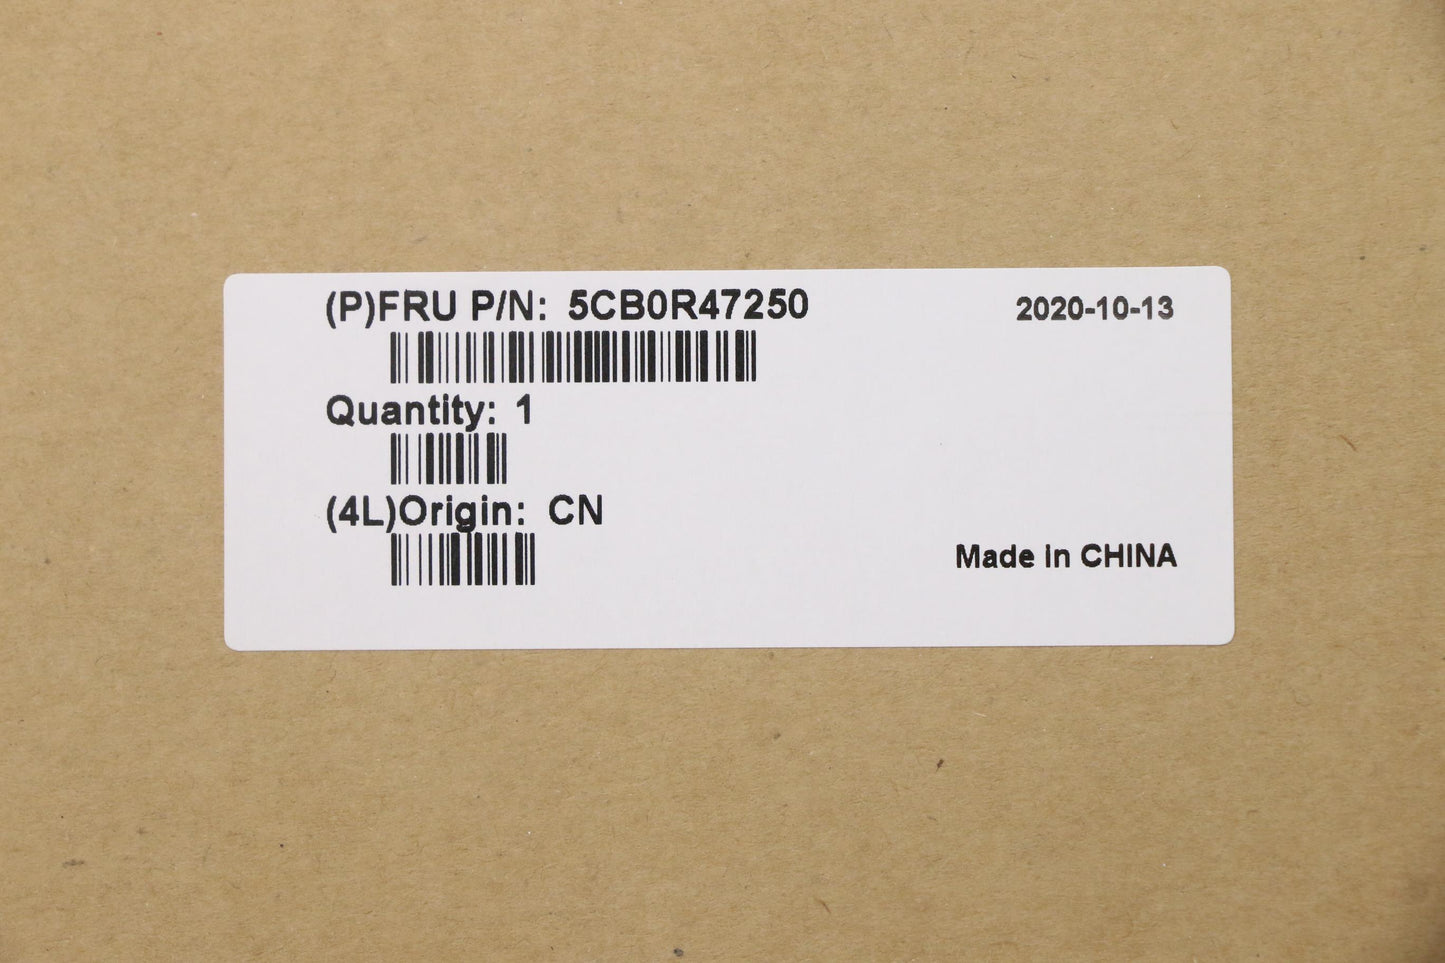 (P)FRU P/N: 5CB0R47250
2020-10-13
Quantity: 1
(4L)Origin: CN
Made in CHINA